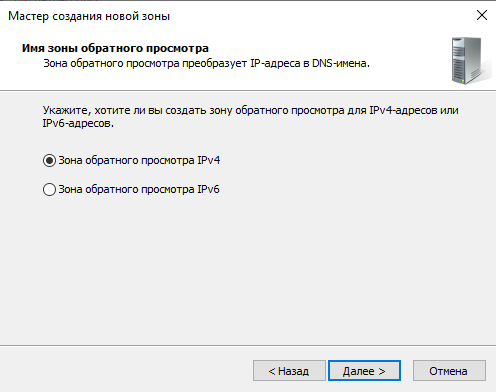 Мастер создания новой зоны
Имя зоны обратного просмотра
Зона обратного просмотра преобразует IP-адреса в DNS-имена.
Укажите, хотите ли вы создать зону обратного просмотра для IPv4-адресов или
IPv6-адресов.
Зона обратного просмотра IPv4
Зона обратного просмотра IPv6
< Назад
Далее >
Отмена